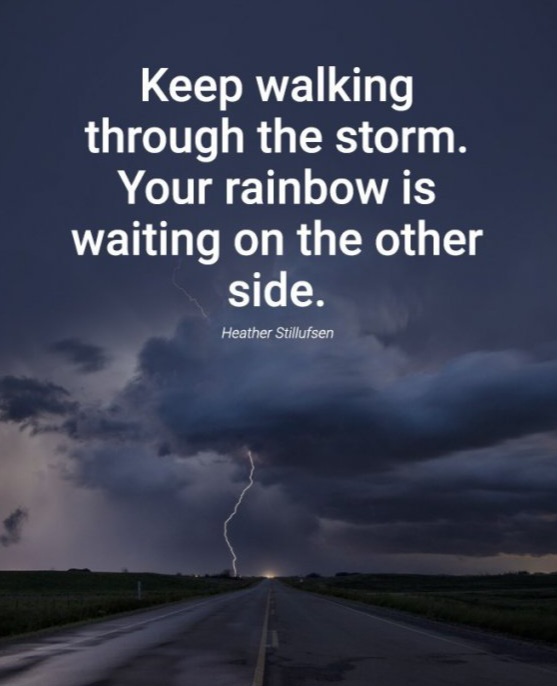 Keep walking
through the storm.
Your rainbow is
waiting on the other
side.
Heather Stillufsen